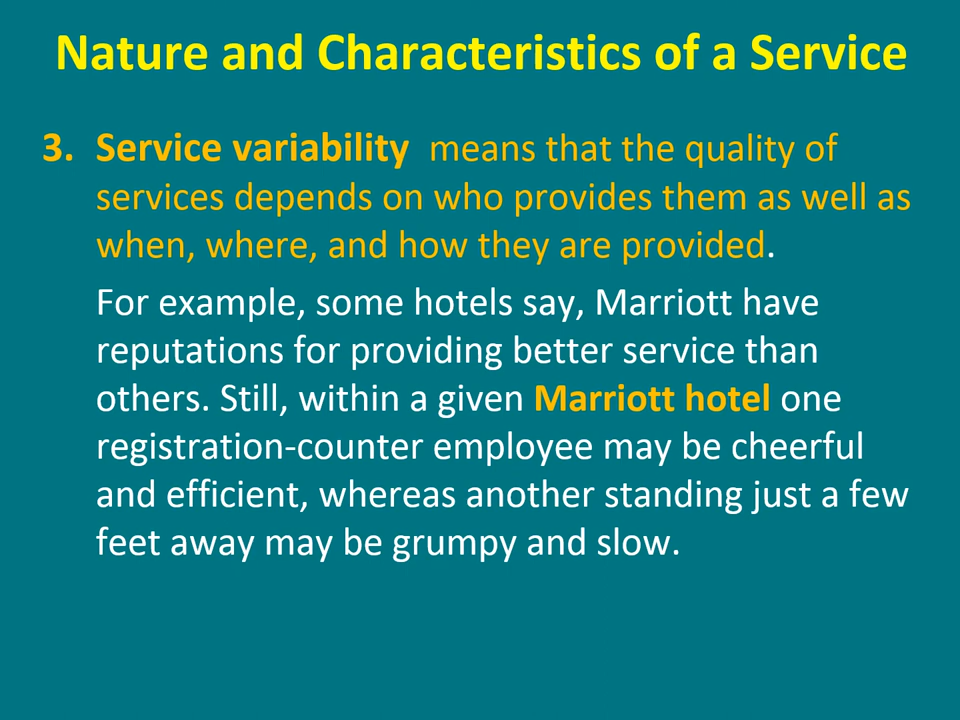 Nature and Characteristics of a Service
3. Service variability means that the quality of
services depends on who provides them as well as
when, where, and how they are provided.
For example, some hotels say, Marriott have
reputations for providing better service than
others. Still, within a given Marriott hotel one
registration-counter employee may be cheerful
and efficient, whereas another standing just a few
feet away may be grumpy and slow.